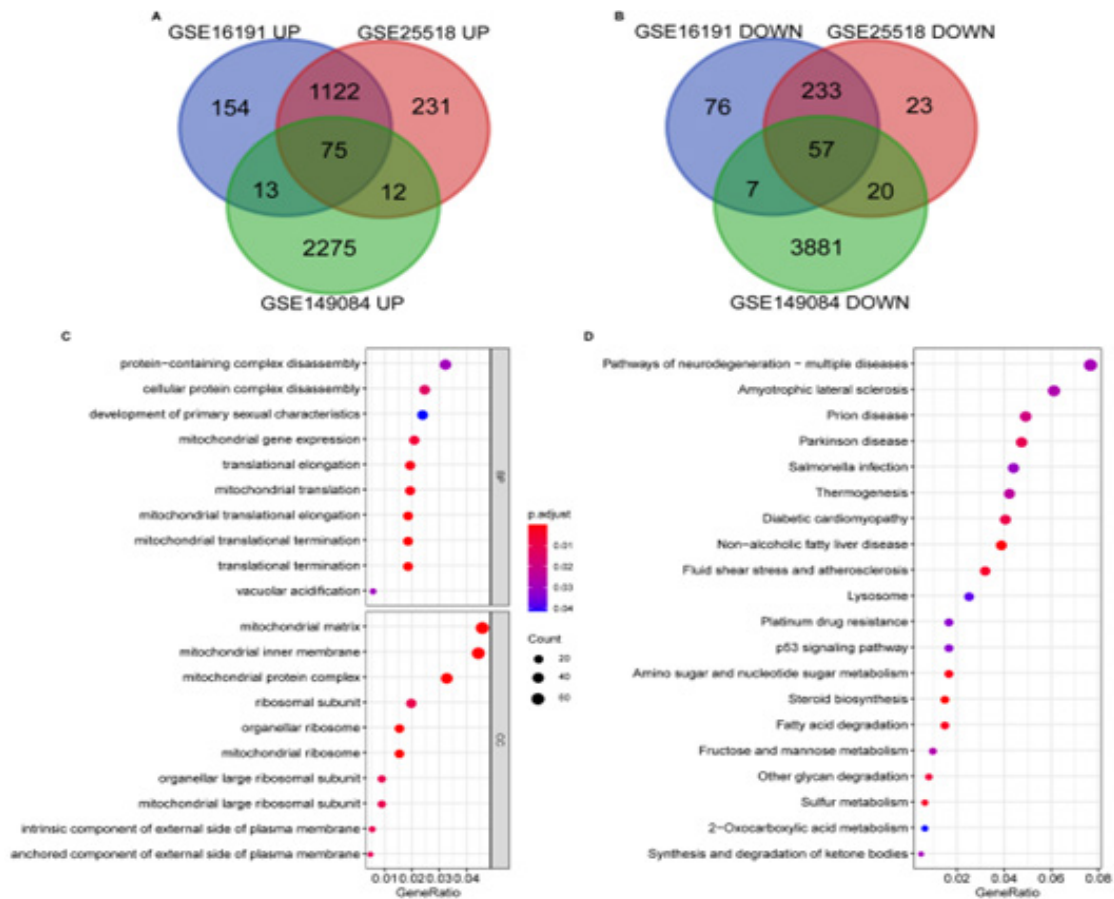 A
GSE16191 UP
GSE25518 UP
154
1122
231
75
13
12
2275
GSE149084 UP
B
GSE16191 DOWN
GSE25518 DOWN
76
233
23
57
7
20
3881
GSE149084 DOWN
C
protein-containing complex disassembly
cellular protein complex disassembly
development of primary sexual characteristics
mitochondrial gene expression
translational elongation
mitochondrial translation
mitochondrial translational elongation
mitochondrial translational termination
translational termination
vacuolar acidification
BP
mitochondrial matrix
mitochondrial inner membrane
mitochondrial protein complex
ribosomal subunit
organellar ribosome
mitochondrial ribosome
organellar large ribosomal subunit
mitochondrial large ribosomal subunit
intrinsic component of external side of plasma membrane
anchored component of external side of plasma membrane
CC
0.01 0.02 0.03 0.04
GeneRatio
p.adjust
0.01
0.02
0.03
0.04
Count
20
40
60
D
Pathways of neurodegeneration - multiple diseases
Amyotrophic lateral sclerosis
Prion disease
Parkinson disease
Salmonella infection
Thermogenesis
Diabetic cardiomyopathy
Non-alcoholic fatty liver disease
Fluid shear stress and atherosclerosis
Lysosome
Platinum drug resistance
p53 signaling pathway
Amino sugar and nucleotide sugar metabolism
Steroid biosynthesis
Fatty acid degradation
Fructose and mannose metabolism
Other glycan degradation
Sulfur metabolism
2-Oxocarboxylic acid metabolism
Synthesis and degradation of ketone bodies
0.02 0.04 0.06 0.08
GeneRatio